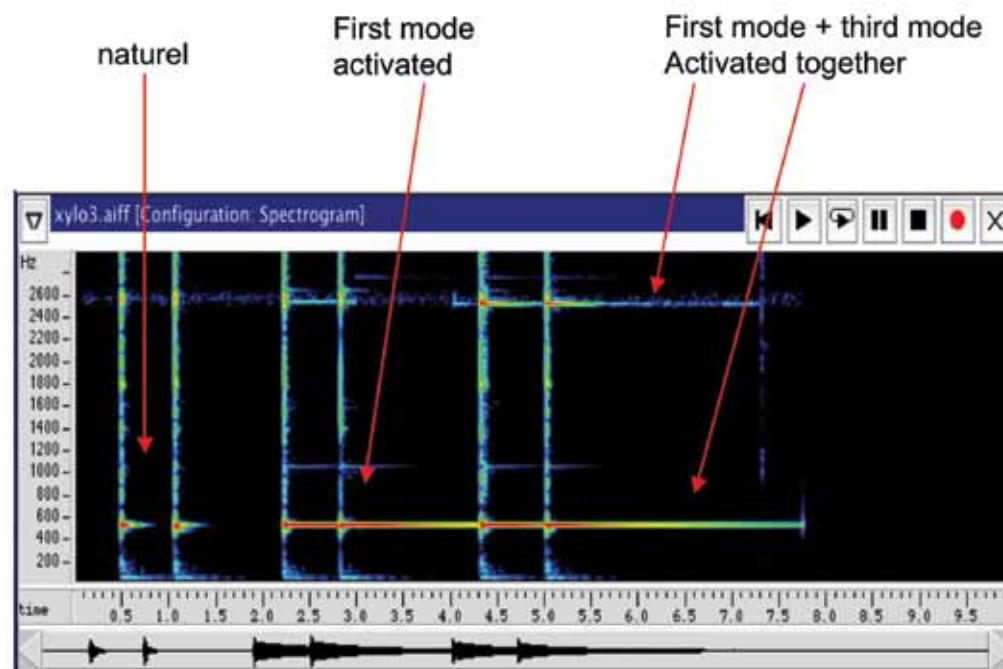 naturel
First mode
activated
First mode + third mode
Activated together
xylo3.aiff [Configuration: Spectrogram]
Hz
2600
2400
2200
2000
1800
1600
1400
1200
1000
800
600
400
200
time 0.5 1.0 1.5 2.0 2.5 3.0 3.5 4.0 4.5 5.0 5.5 6.0 6.5 7.0 7.5 8.0 8.5 9.0 9.5